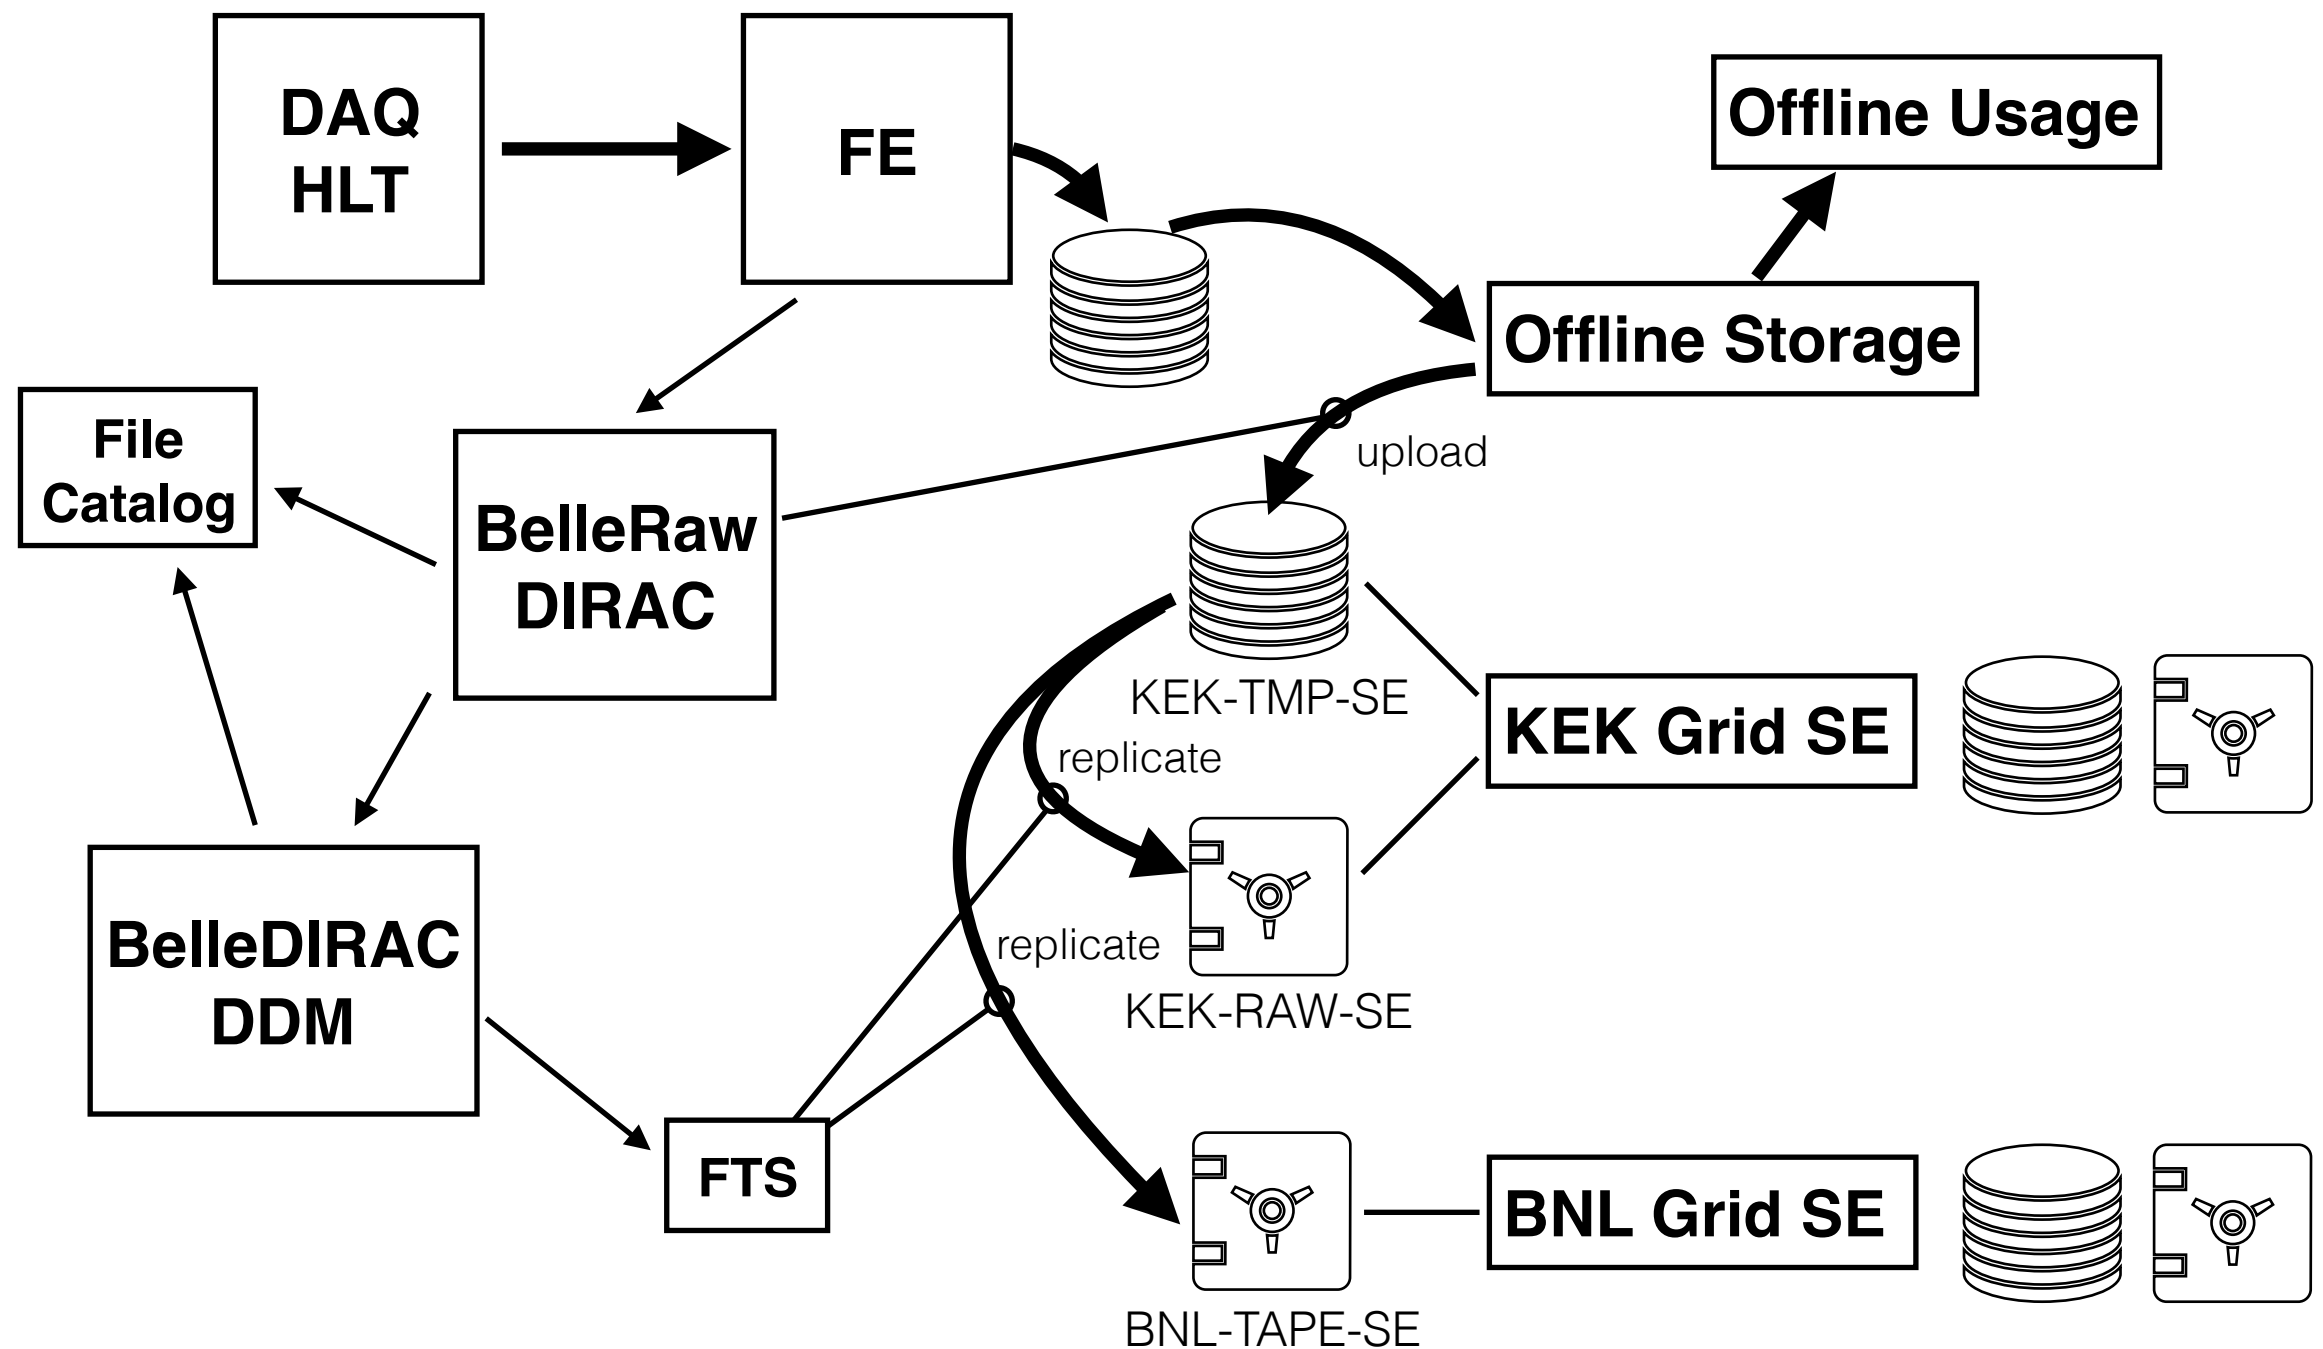 DAQ
HLT
FE
Offline Usage
Offline Storage
File
Catalog
BelleRaw
DIRAC
upload
KEK-TMP-SE
replicate
KEK Grid SE
BelleDIRAC
DDM
replicate
KEK-RAW-SE
FTS
BNL Grid SE
BNL-TAPE-SE